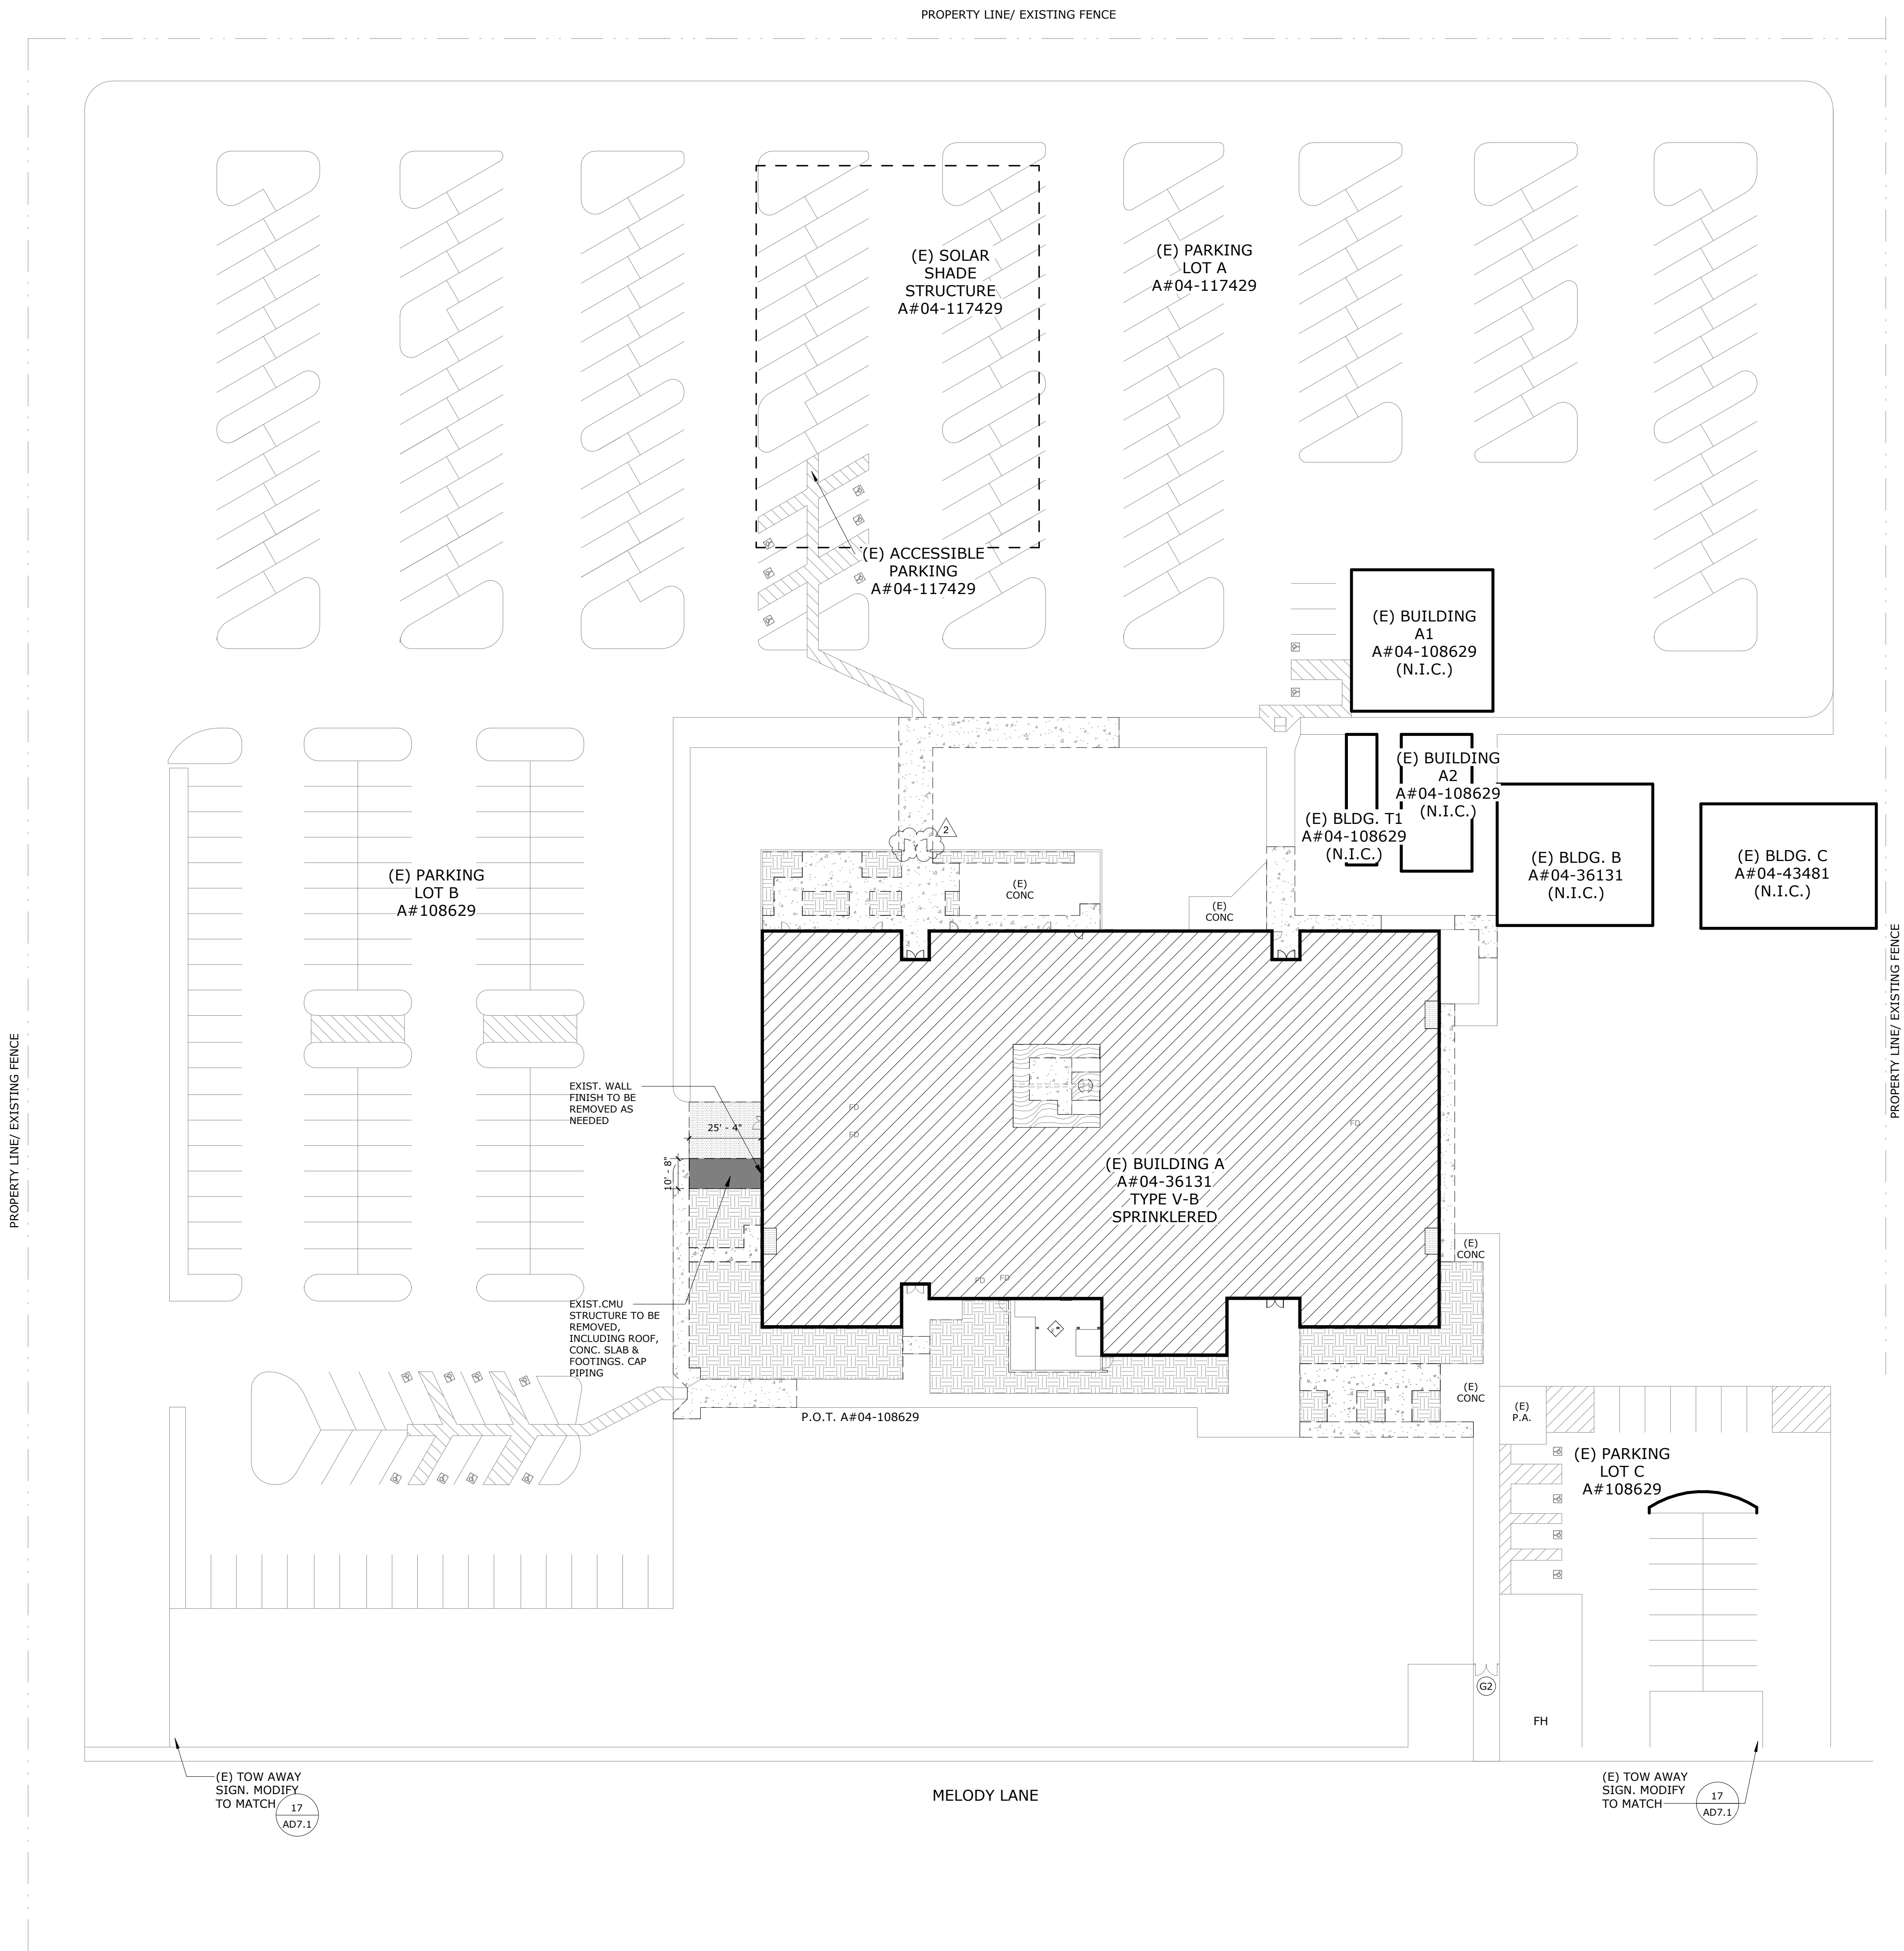 PROPERTY LINE/ EXISTING FENCE
(E) SOLAR
SHADE
STRUCTURE
A#04-117429
(E) PARKING
LOT A
A#04-117429
(E) ACCESSIBLE
PARKING
A#04-117429
(E) BUILDING
A1
A#04-108629
(N.I.C.)
(E) BUILDING
A2
A#04-108629
(N.I.C.)
(E) BLDG. T1
A#04-108629
(N.I.C.)
(E) BLDG. B
A#04-36131
(N.I.C.)
(E) BLDG. C
A#04-43481
(N.I.C.)
2
(E) PARKING
LOT B
A#108629
(E)
CONC
(E)
CONC
PROPERTY LINE/ EXISTING FENCE
PROPERTY LINE/ EXISTING FENCE
EXIST. WALL
FINISH TO BE
REMOVED AS
NEEDED
25' - 4"
10' - 8"
FD
FD
FD
(E) BUILDING A
A#04-36131
TYPE V-B
SPRINKLERED
FD
FD
(E)
CONC
EXIST.CMU
STRUCTURE TO BE
REMOVED,
INCLUDING ROOF,
CONC. SLAB &
FOOTINGS. CAP
PIPING
(E)
CONC
P.O.T. A#04-108629
(E)
P.A.
(E) PARKING
LOT C
A#108629
G2
FH
(E) TOW AWAY
SIGN. MODIFY
TO MATCH
17
AD7.1
MELODY LANE
(E) TOW AWAY
SIGN. MODIFY
TO MATCH
17
AD7.1